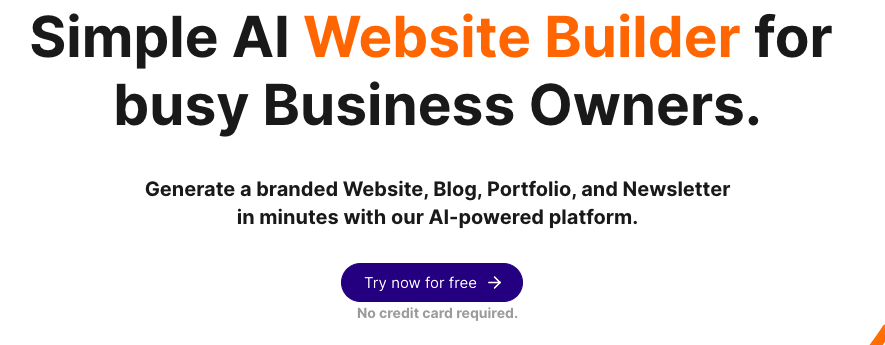 Simple AI Website Builder for
busy Business Owners.
Generate a branded Website, Blog, Portfolio, and Newsletter
in minutes with our AI-powered platform.
Try now for free →
No credit card required.